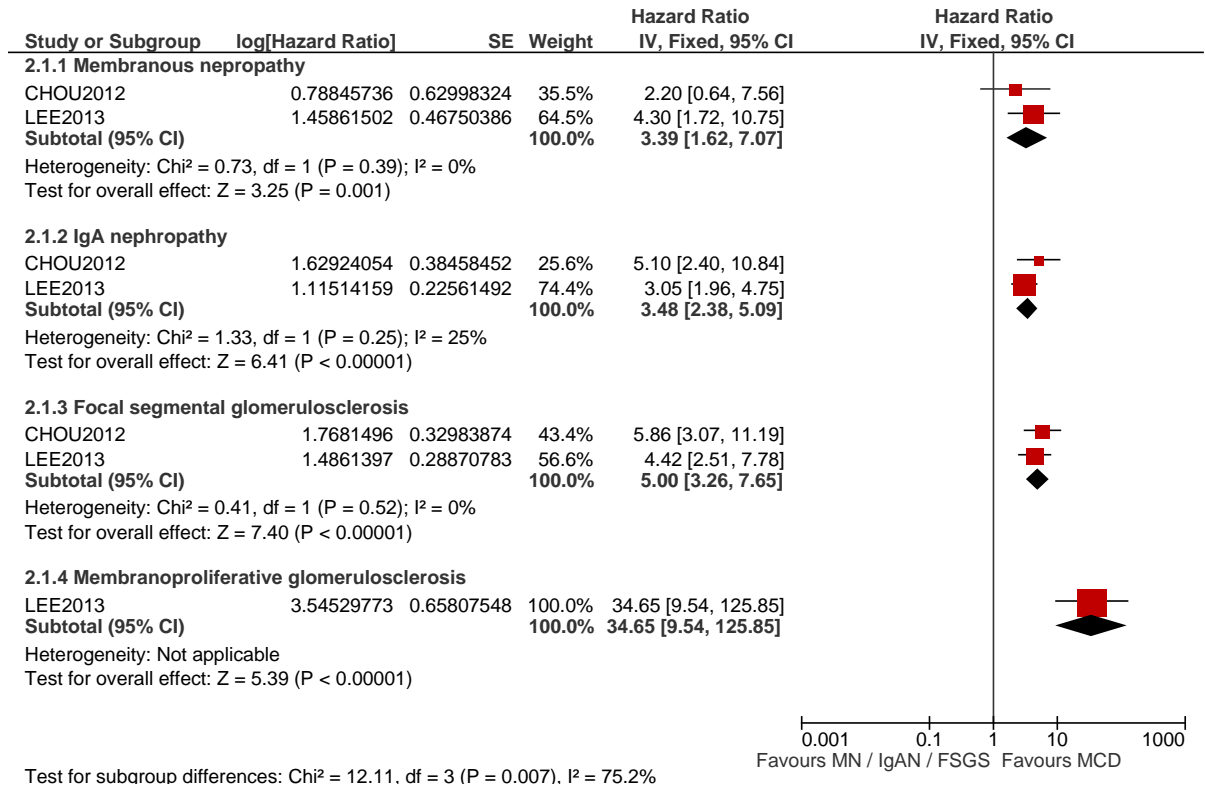 Hazard Ratio Hazard Ratio
Study or Subgroup log[Hazard Ratio] SE Weight IV, Fixed, 95% CI IV, Fixed, 95% CI
2.1.1 Membranous nepropathy
CHOU2012 0.78845736 0.62998324 35.5% 2.20 [0.64, 7.56]
LEE2013 1.45861502 0.46750386 64.5% 4.30 [1.72, 10.75]
Subtotal (95% CI) 100.0% 3.39 [1.62, 7.07]
Heterogeneity: Chi² = 0.73, df = 1 (P = 0.39); I² = 0%
Test for overall effect: Z = 3.25 (P = 0.001)
2.1.2 IgA nephropathy
CHOU2012 1.62924054 0.38458452 25.6% 5.10 [2.40, 10.84]
LEE2013 1.11514159 0.22561492 74.4% 3.05 [1.96, 4.75]
Subtotal (95% CI) 100.0% 3.48 [2.38, 5.09]
Heterogeneity: Chi² = 1.33, df = 1 (P = 0.25); I² = 25%
Test for overall effect: Z = 6.41 (P < 0.00001)
2.1.3 Focal segmental glomerulosclerosis
CHOU2012 1.7681496 0.32983874 43.4% 5.86 [3.07, 11.19]
LEE2013 1.4861397 0.28870783 56.6% 4.42 [2.51, 7.78]
Subtotal (95% CI) 100.0% 5.00 [3.26, 7.65]
Heterogeneity: Chi² = 0.41, df = 1 (P = 0.52); I² = 0%
Test for overall effect: Z = 7.40 (P < 0.00001)
2.1.4 Membranoproliferative glomerulosclerosis
LEE2013 3.54529773 0.65807548 100.0% 34.65 [9.54, 125.85]
Subtotal (95% CI) 100.0% 34.65 [9.54, 125.85]
Heterogeneity: Not applicable
Test for overall effect: Z = 5.39 (P < 0.00001)
0.001 0.1 1 10 1000
Favours MN / IgAN / FSGS Favours MCD
Test for subgroup differences: Chi² = 12.11, df = 3 (P = 0.007), I² = 75.2%